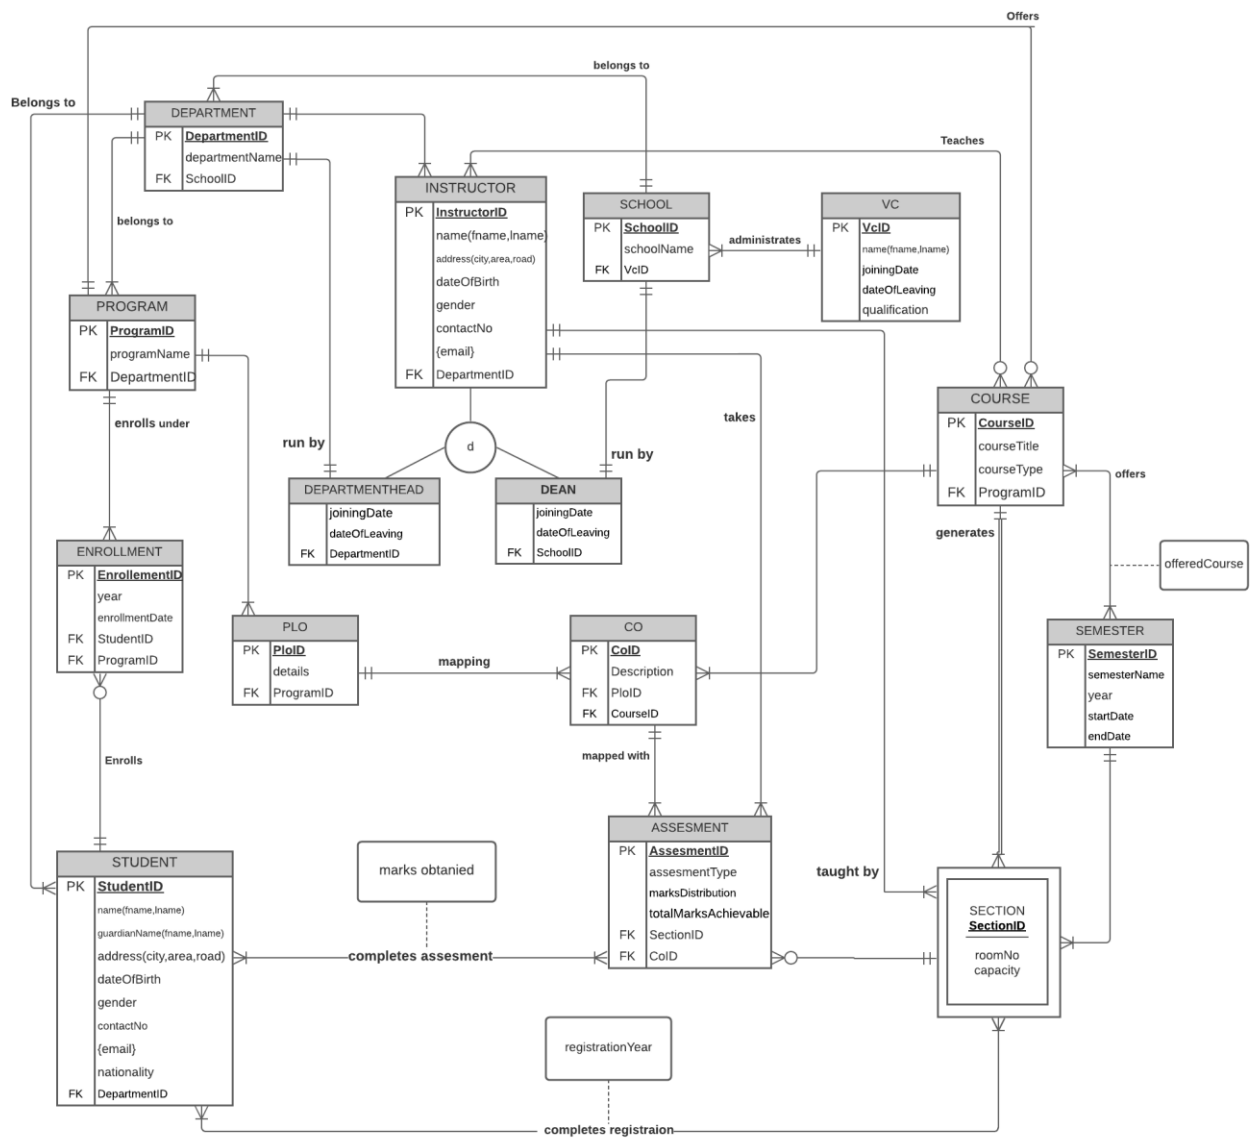 Offers
belongs to
Belongs to
DEPARTMENT
PK DepartmentID
departmentName
FK SchoolID
Teaches
INSTRUCTOR
PK InstructorID
name(fname,lname)
address(city,area,road)
dateOfBirth
gender
contactNo
{email}
FK DepartmentID
SCHOOL
PK SchoolID
schoolName
FK VcID
administrates
VC
PK VcID
name(fname,lname)
joiningDate
dateOfLeaving
qualification
belongs to
PROGRAM
PK ProgramID
programName
FK DepartmentID
enrolls under
run by
d
run by
takes
COURSE
PK CourseID
courseTitle
courseType
FK ProgramID
generates
offers
offeredCourse
DEPARTMENTHEAD
joiningDate
dateOfLeaving
FK DepartmentID
DEAN
joiningDate
dateOfLeaving
FK SchoolID
ENROLLMENT
PK EnrollementID
year
enrollmentDate
FK StudentID
FK ProgramID
PLO
PK PloID
details
FK ProgramID
mapping
CO
PK CoID
Description
FK PloID
FK CourseID
SEMESTER
PK SemesterID
semesterName
year
startDate
endDate
mapped with
Enrolls
ASSESMENT
PK AssesmentID
assesmentType
marksDistribution
totalMarksAchievable
FK SectionID
FK CoID
STUDENT
PK StudentID
name(fname,lname)
guardianName(fname,lname)
address(city,area,road)
dateOfBirth
gender
contactNo
{email}
nationality
FK DepartmentID
marks obtanied
completes assesment
taught by
SECTION
SectionID
roomNo
capacity
registrationYear
completes registraion